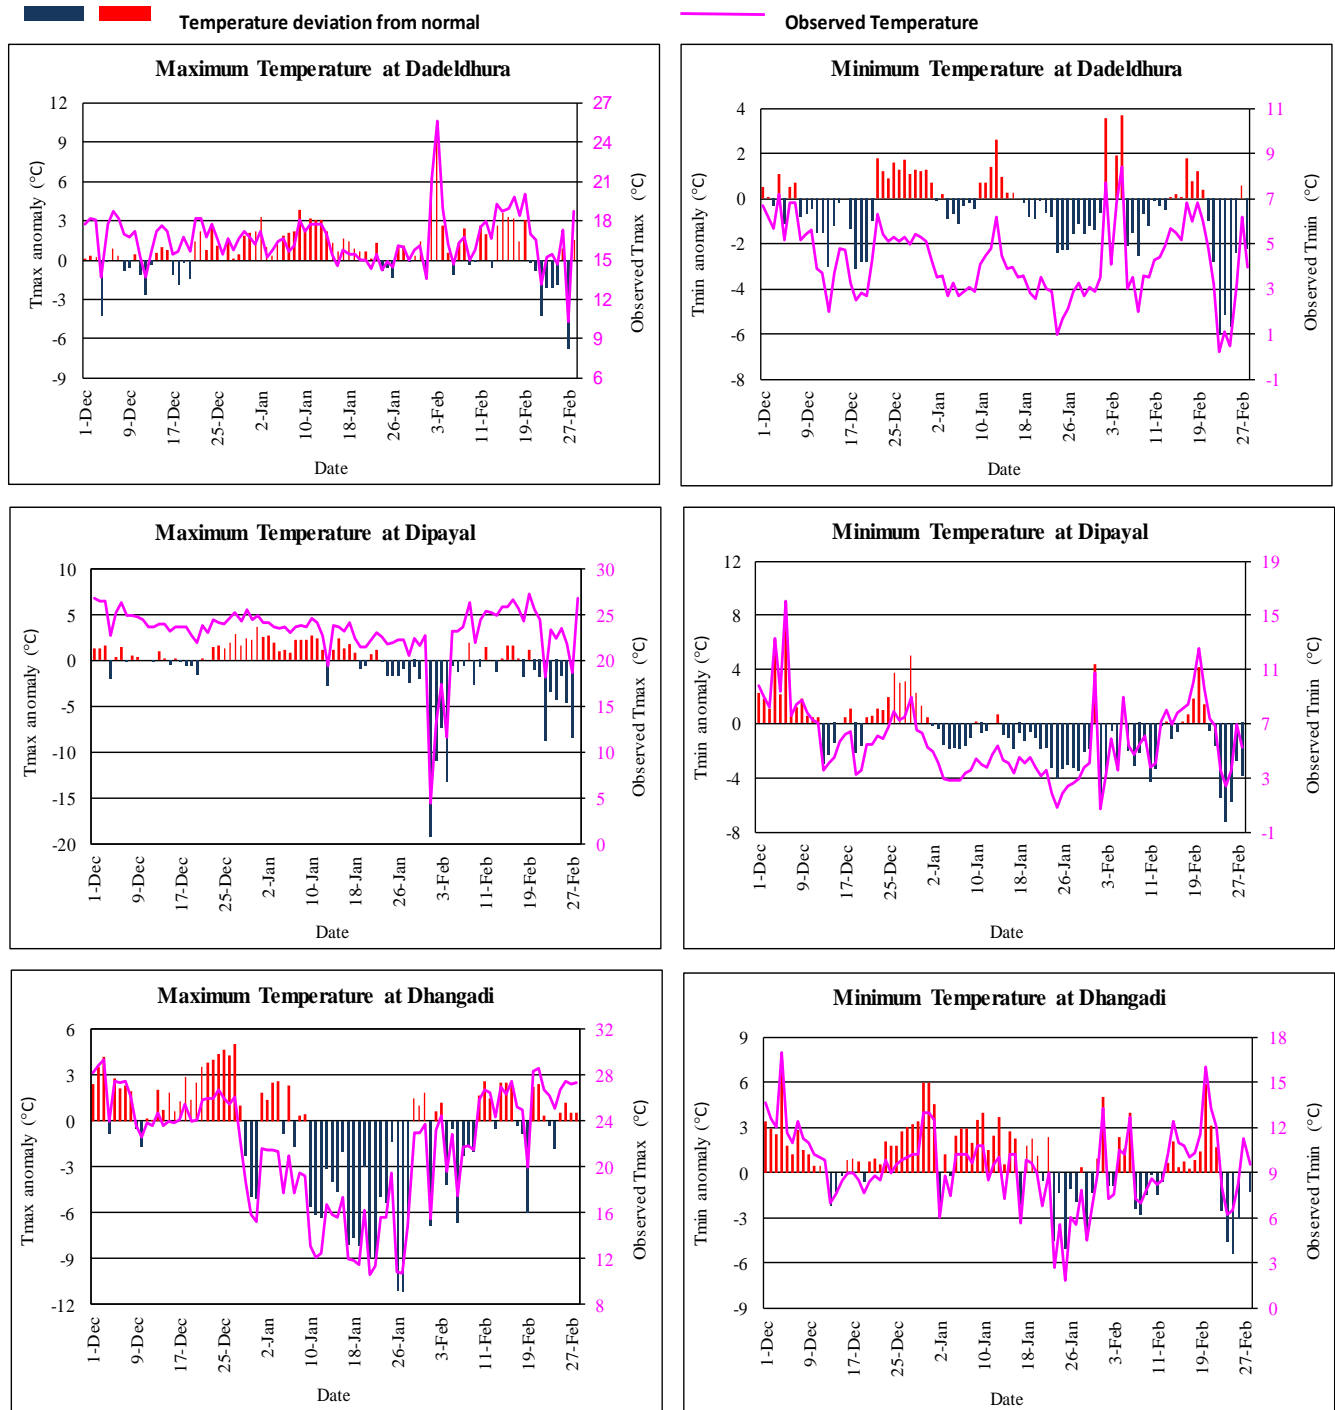 Temperature deviation from normal
Observed Temperature
Maximum Temperature at Dadeldhura
12
9
6
3
0
-3
-6
-9
Tmax anomaly (°C)
27
24
21
18
15
12
9
6
Observed Tmax (°C)
1-Dec
9-Dec
17-Dec
25-Dec
2-Jan
10-Jan
18-Jan
26-Jan
3-Feb
11-Feb
19-Feb
27-Feb
Date
Minimum Temperature at Dadeldhura
4
2
0
-2
-4
-6
-8
Tmin anomaly (°C)
11
9
7
5
3
1
-1
Observed Tmin (°C)
1-Dec
9-Dec
17-Dec
25-Dec
2-Jan
10-Jan
18-Jan
26-Jan
3-Feb
11-Feb
19-Feb
27-Feb
Date
Maximum Temperature at Dipayal
10
5
0
-5
-10
-15
-20
Tmax anomaly (°C)
30
25
20
15
10
5
0
Observed Tmax (°C)
1-Dec
9-Dec
17-Dec
25-Dec
2-Jan
10-Jan
18-Jan
26-Jan
3-Feb
11-Feb
19-Feb
27-Feb
Date
Minimum Temperature at Dipayal
12
8
4
0
-4
-8
Tmin anomaly (°C)
19
15
11
7
3
-1
Observed Tmin (°C)
1-Dec
9-Dec
17-Dec
25-Dec
2-Jan
10-Jan
18-Jan
26-Jan
3-Feb
11-Feb
19-Feb
27-Feb
Date
Maximum Temperature at Dhangadi
6
3
0
-3
-6
-9
-12
Tmax anomaly (°C)
32
28
24
20
16
12
8
Observed Tmax (°C)
1-Dec
9-Dec
17-Dec
25-Dec
2-Jan
10-Jan
18-Jan
26-Jan
3-Feb
11-Feb
19-Feb
27-Feb
Date
Minimum Temperature at Dhangadi
9
6
3
0
-3
-6
-9
Tmin anomaly (°C)
18
15
12
9
6
3
0
Observed Tmin (°C)
1-Dec
9-Dec
17-Dec
25-Dec
2-Jan
10-Jan
18-Jan
26-Jan
3-Feb
11-Feb
19-Feb
27-Feb
Date